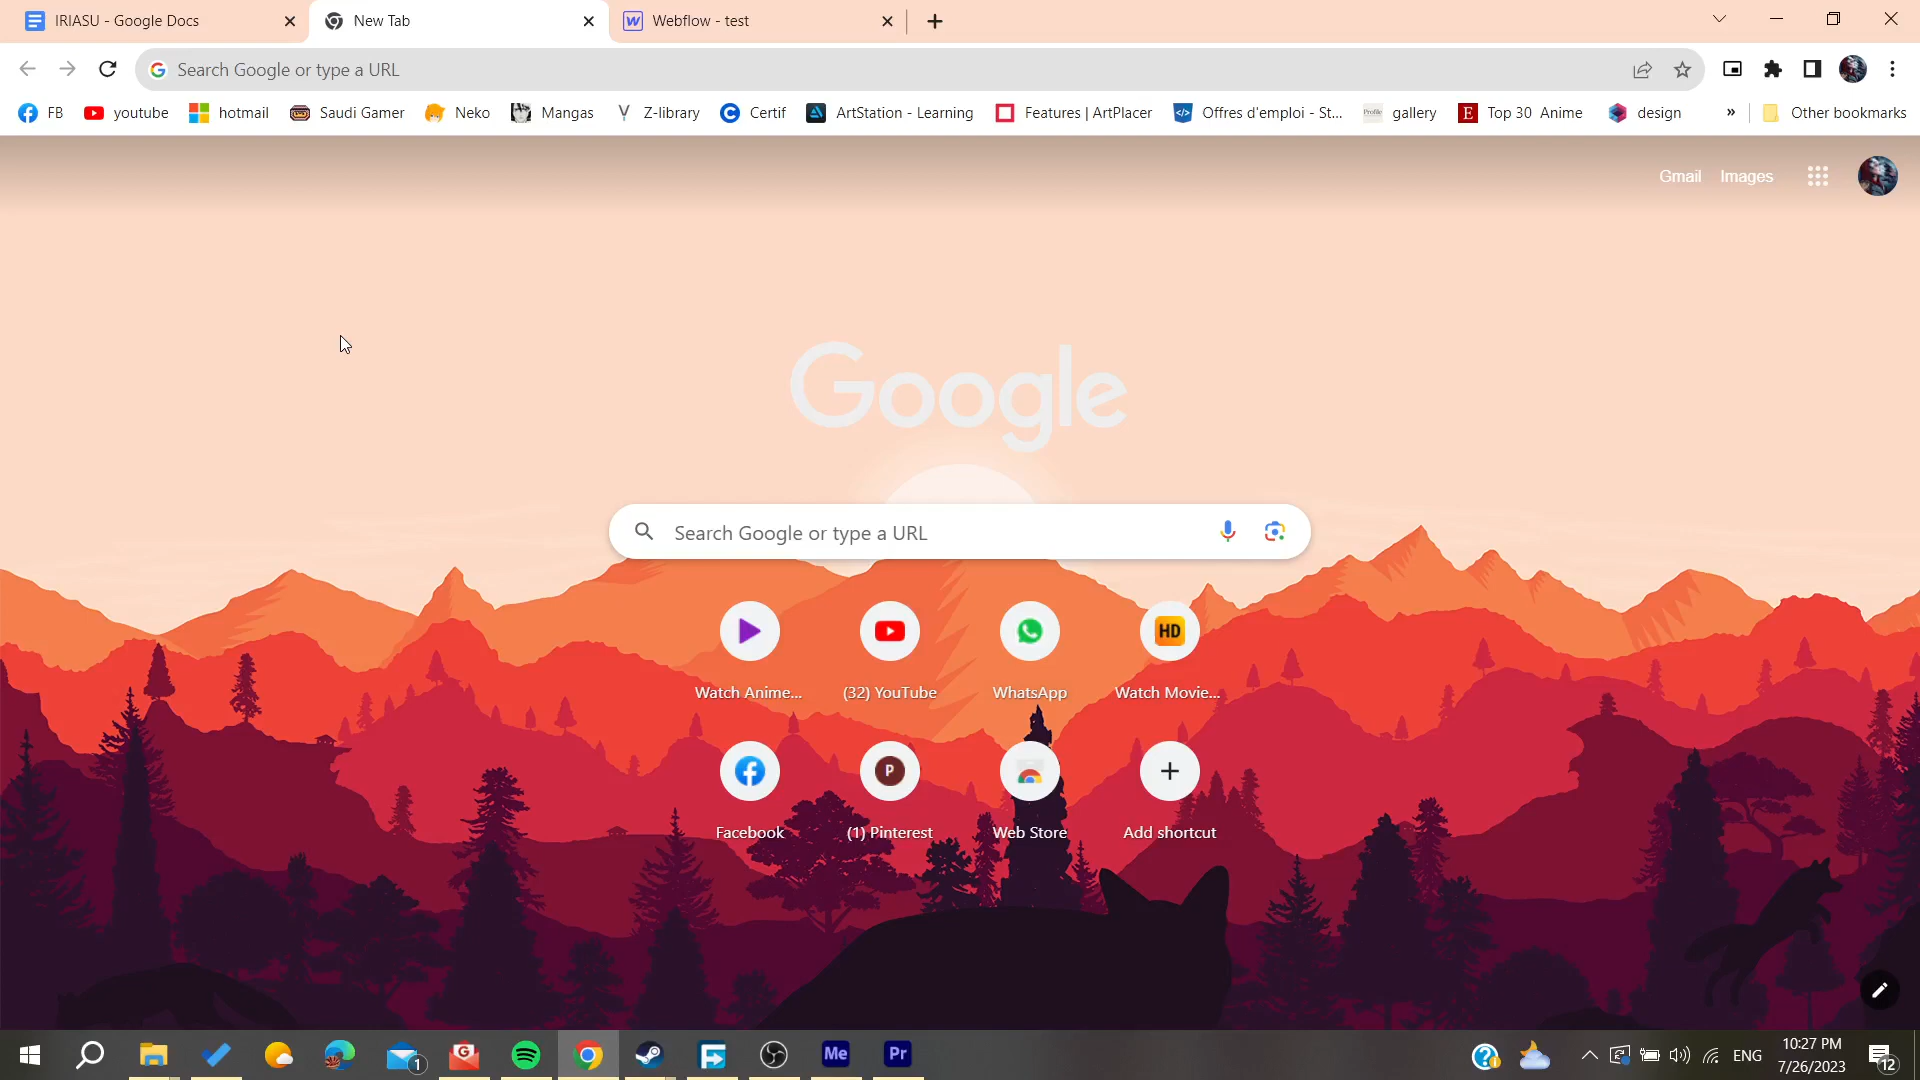 IRIASU - Google Docs
New Tab
Webflow - test
Search Google or type a URL
FB
youtube
hotmail
Saudi Gamer
Neko
Mangas
Z-library
Certif
ArtStation - Learning
Features | ArtPlacer
Offres d'emploi - St...
gallery
Top 30 Anime
design
»
Other bookmarks
Gmail
Images
Google
Search Google or type a URL
HD
Watch Anime...
(32) YouTube
WhatsApp
Watch Movie...
P
Facebook
(1) Pinterest
Web Store
Add shortcut
1
Me
Pr
ENG
10:27 PM
7/26/2023
12